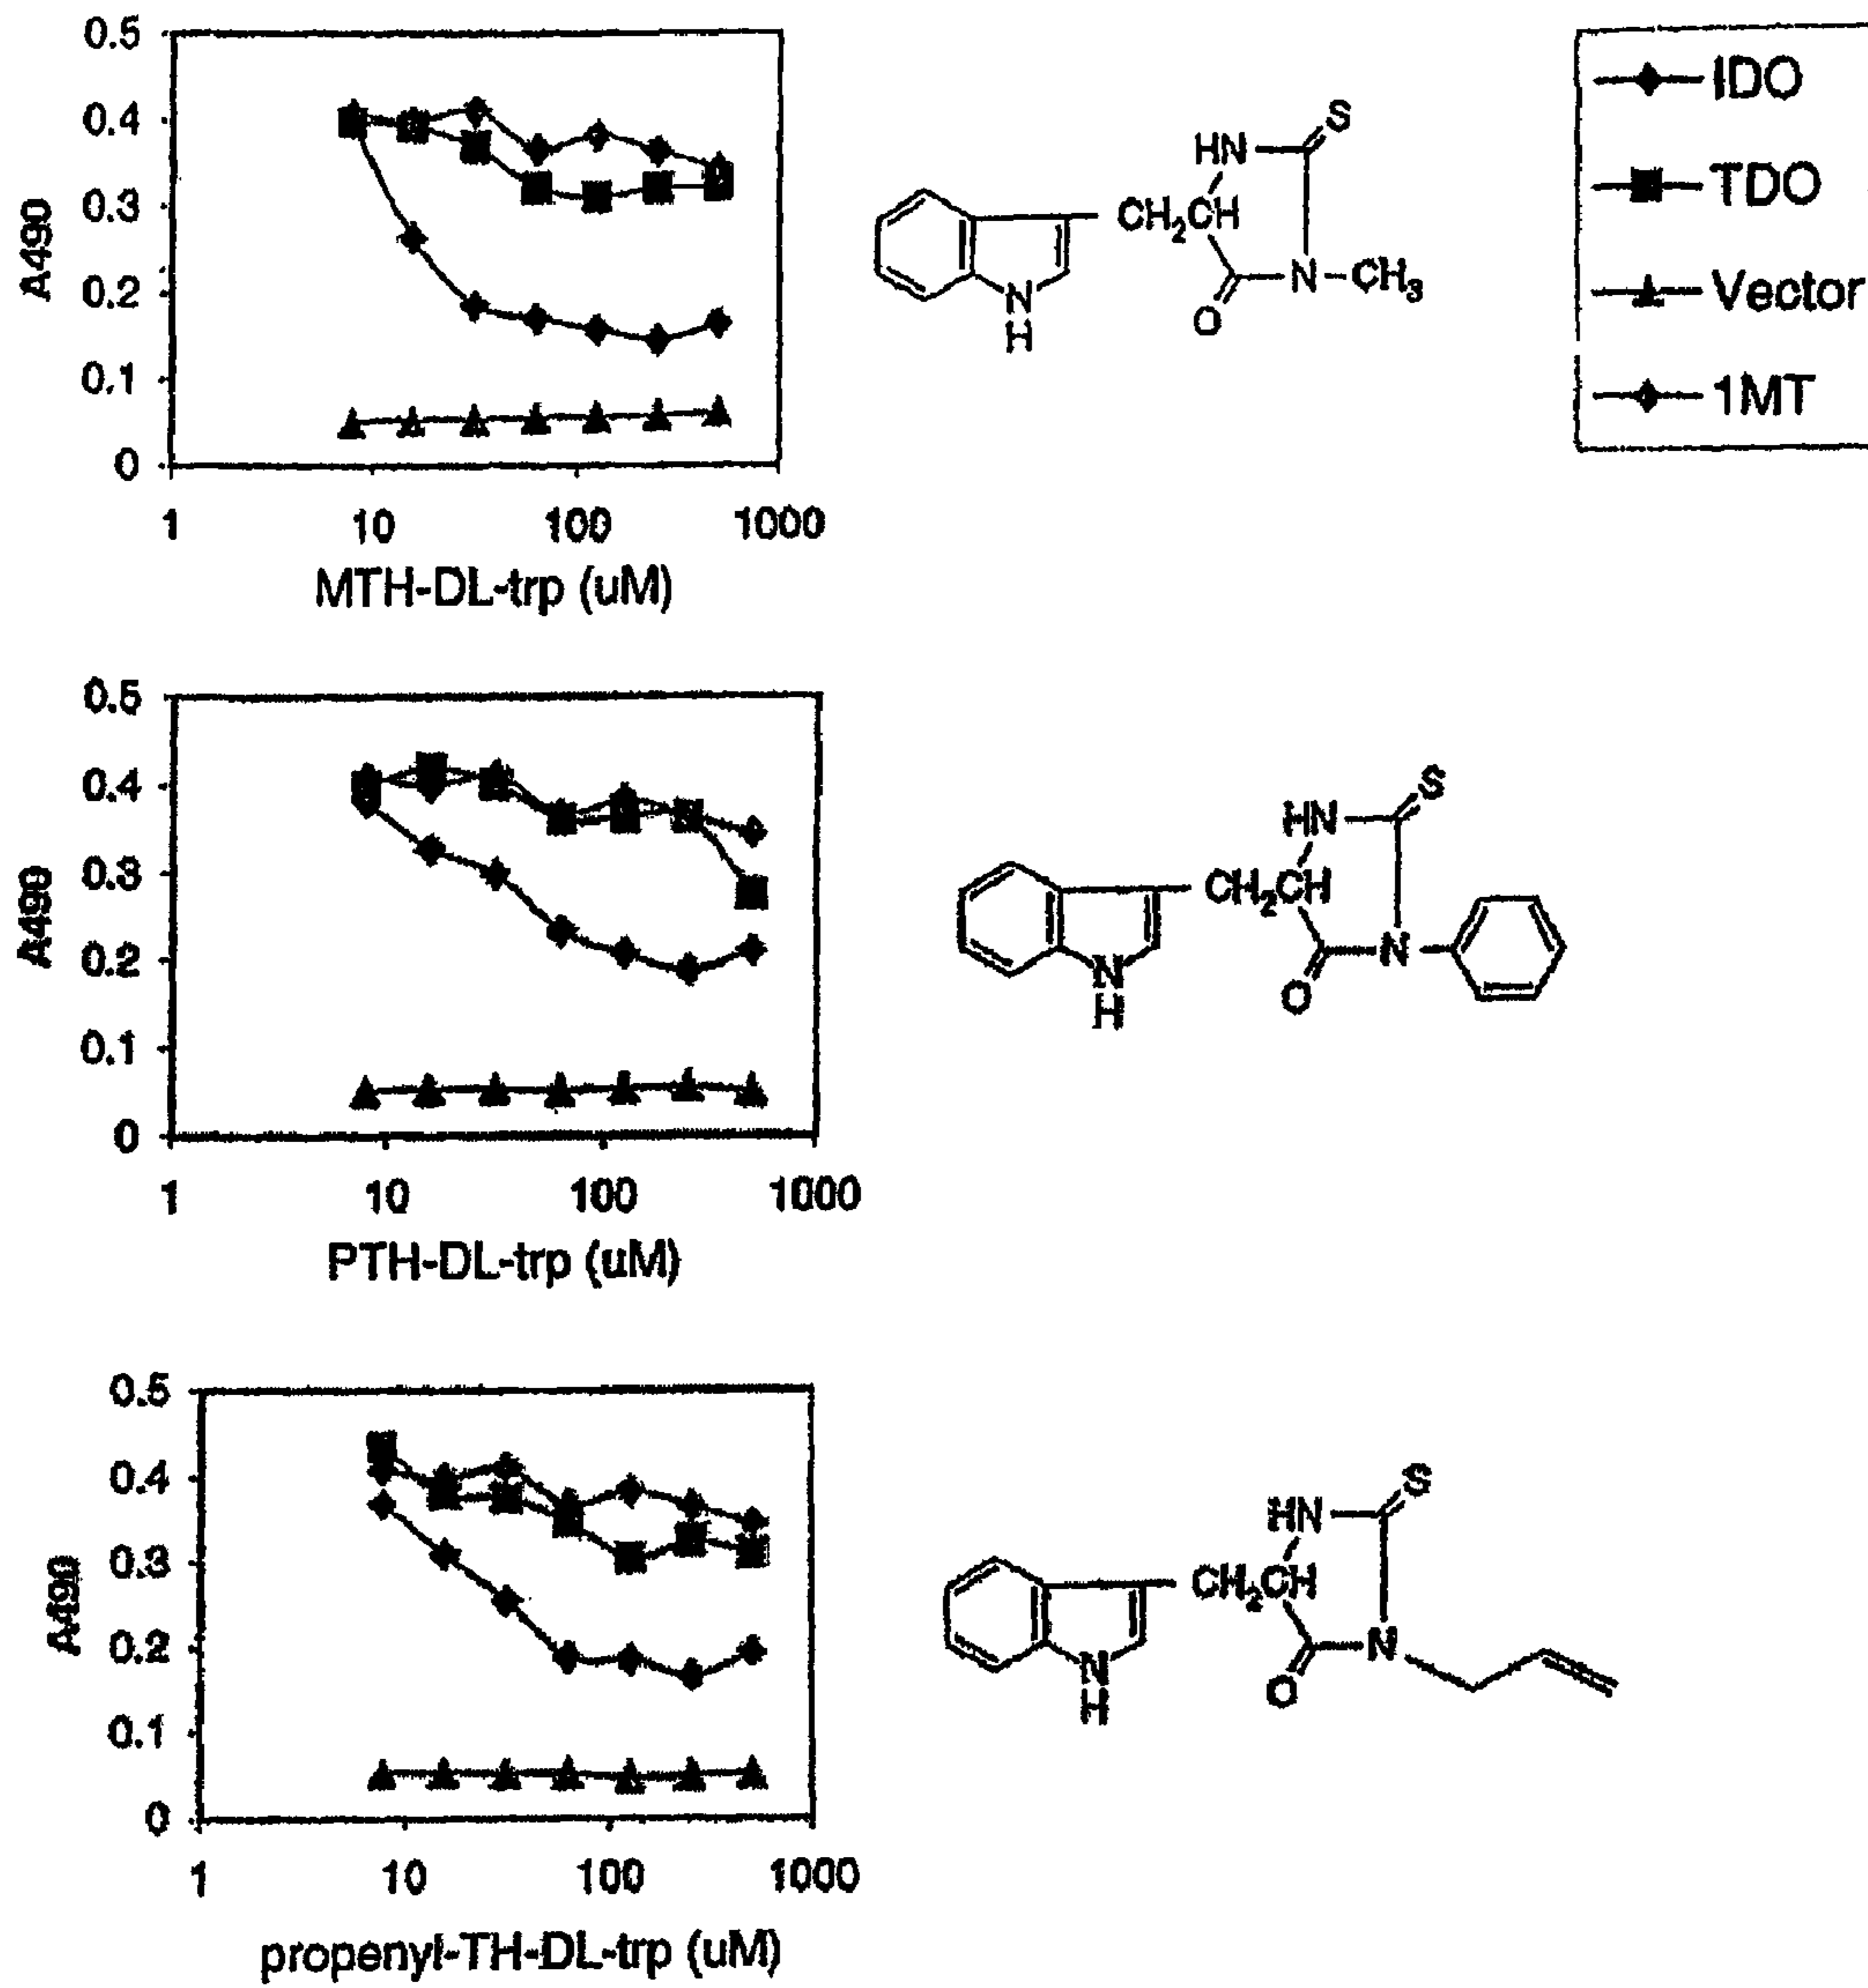 0.5
0.4
0.3
0.2
0.1
0
A490
1 10 100 1000
MTH-DL-trp (uM)
HN
S
CH2CH
N
CH3
O
N
H
IDO
TDO
Vector
1MT
0.5
0.4
0.3
0.2
0.1
0
A490
1 10 100 1000
PTH-DL-trp (uM)
HN
S
CH2CH
N
O
N
H
0.5
0.4
0.3
0.2
0.1
0
A490
1 10 100 1000
propenyl-TH-DL-trp (uM)
HN
S
CH2CH
N
O
N
H